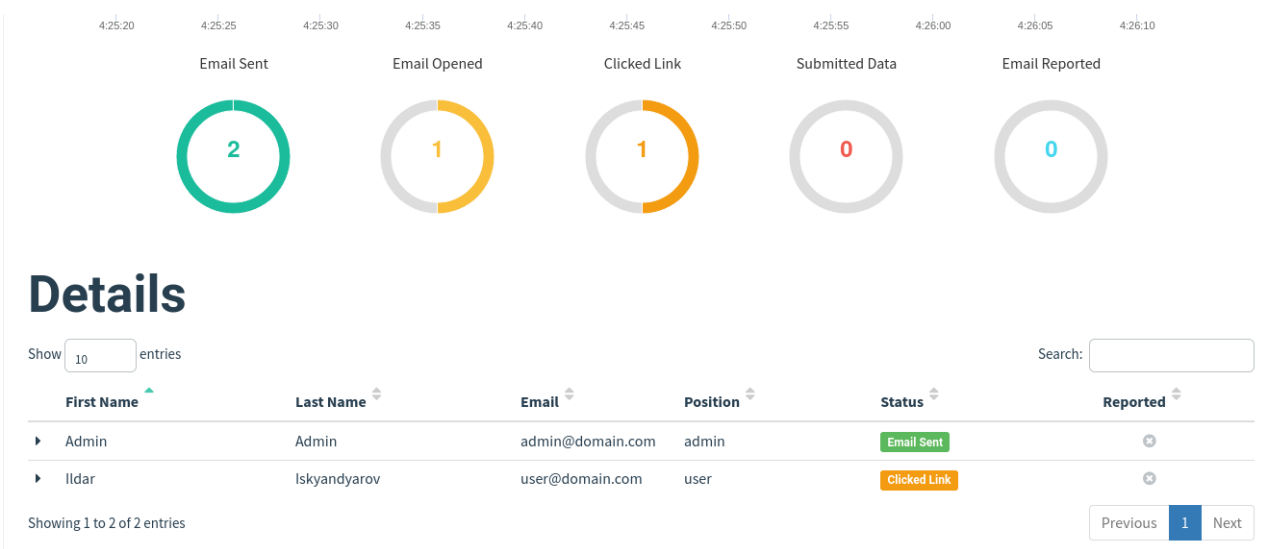 4:25:20 4:25:25 4:25:30 4:25:35 4:25:40 4:25:45 4:25:50 4:25:55 4:26:00 4:26:05 4:26:10
Email Sent Email Opened Clicked Link Submitted Data Email Reported
2 1 1 0 0
Details
Show 10 entries Search:
First Name Last Name Email Position Status Reported
Admin Admin admin@domain.com admin Email Sent
Ildar Iskyandyarov user@domain.com user Clicked Link
Showing 1 to 2 of 2 entries Previous 1 Next